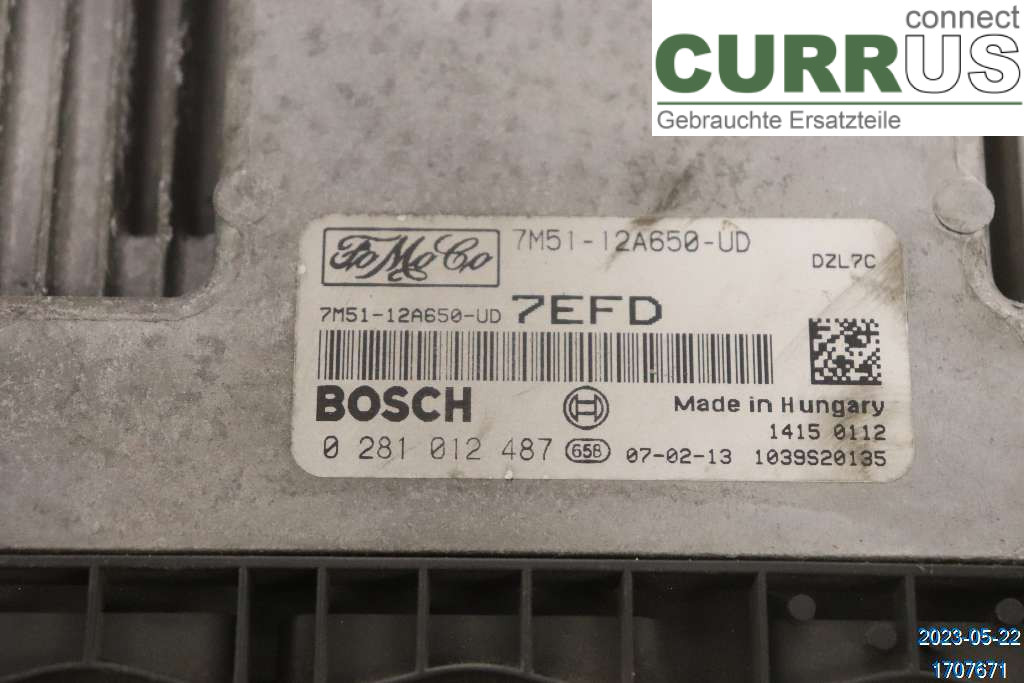 connect
CURRUS
Gebrauchte Ersatzteile
FoMoCo
7M51-12A650-UD
DZL7C
7M51-12A650-UD 7EFD
BOSCH
Made in Hungary
1415 0112
0 281 012 487 658 07-02-13 1039S20135
2023-05-22
1707671